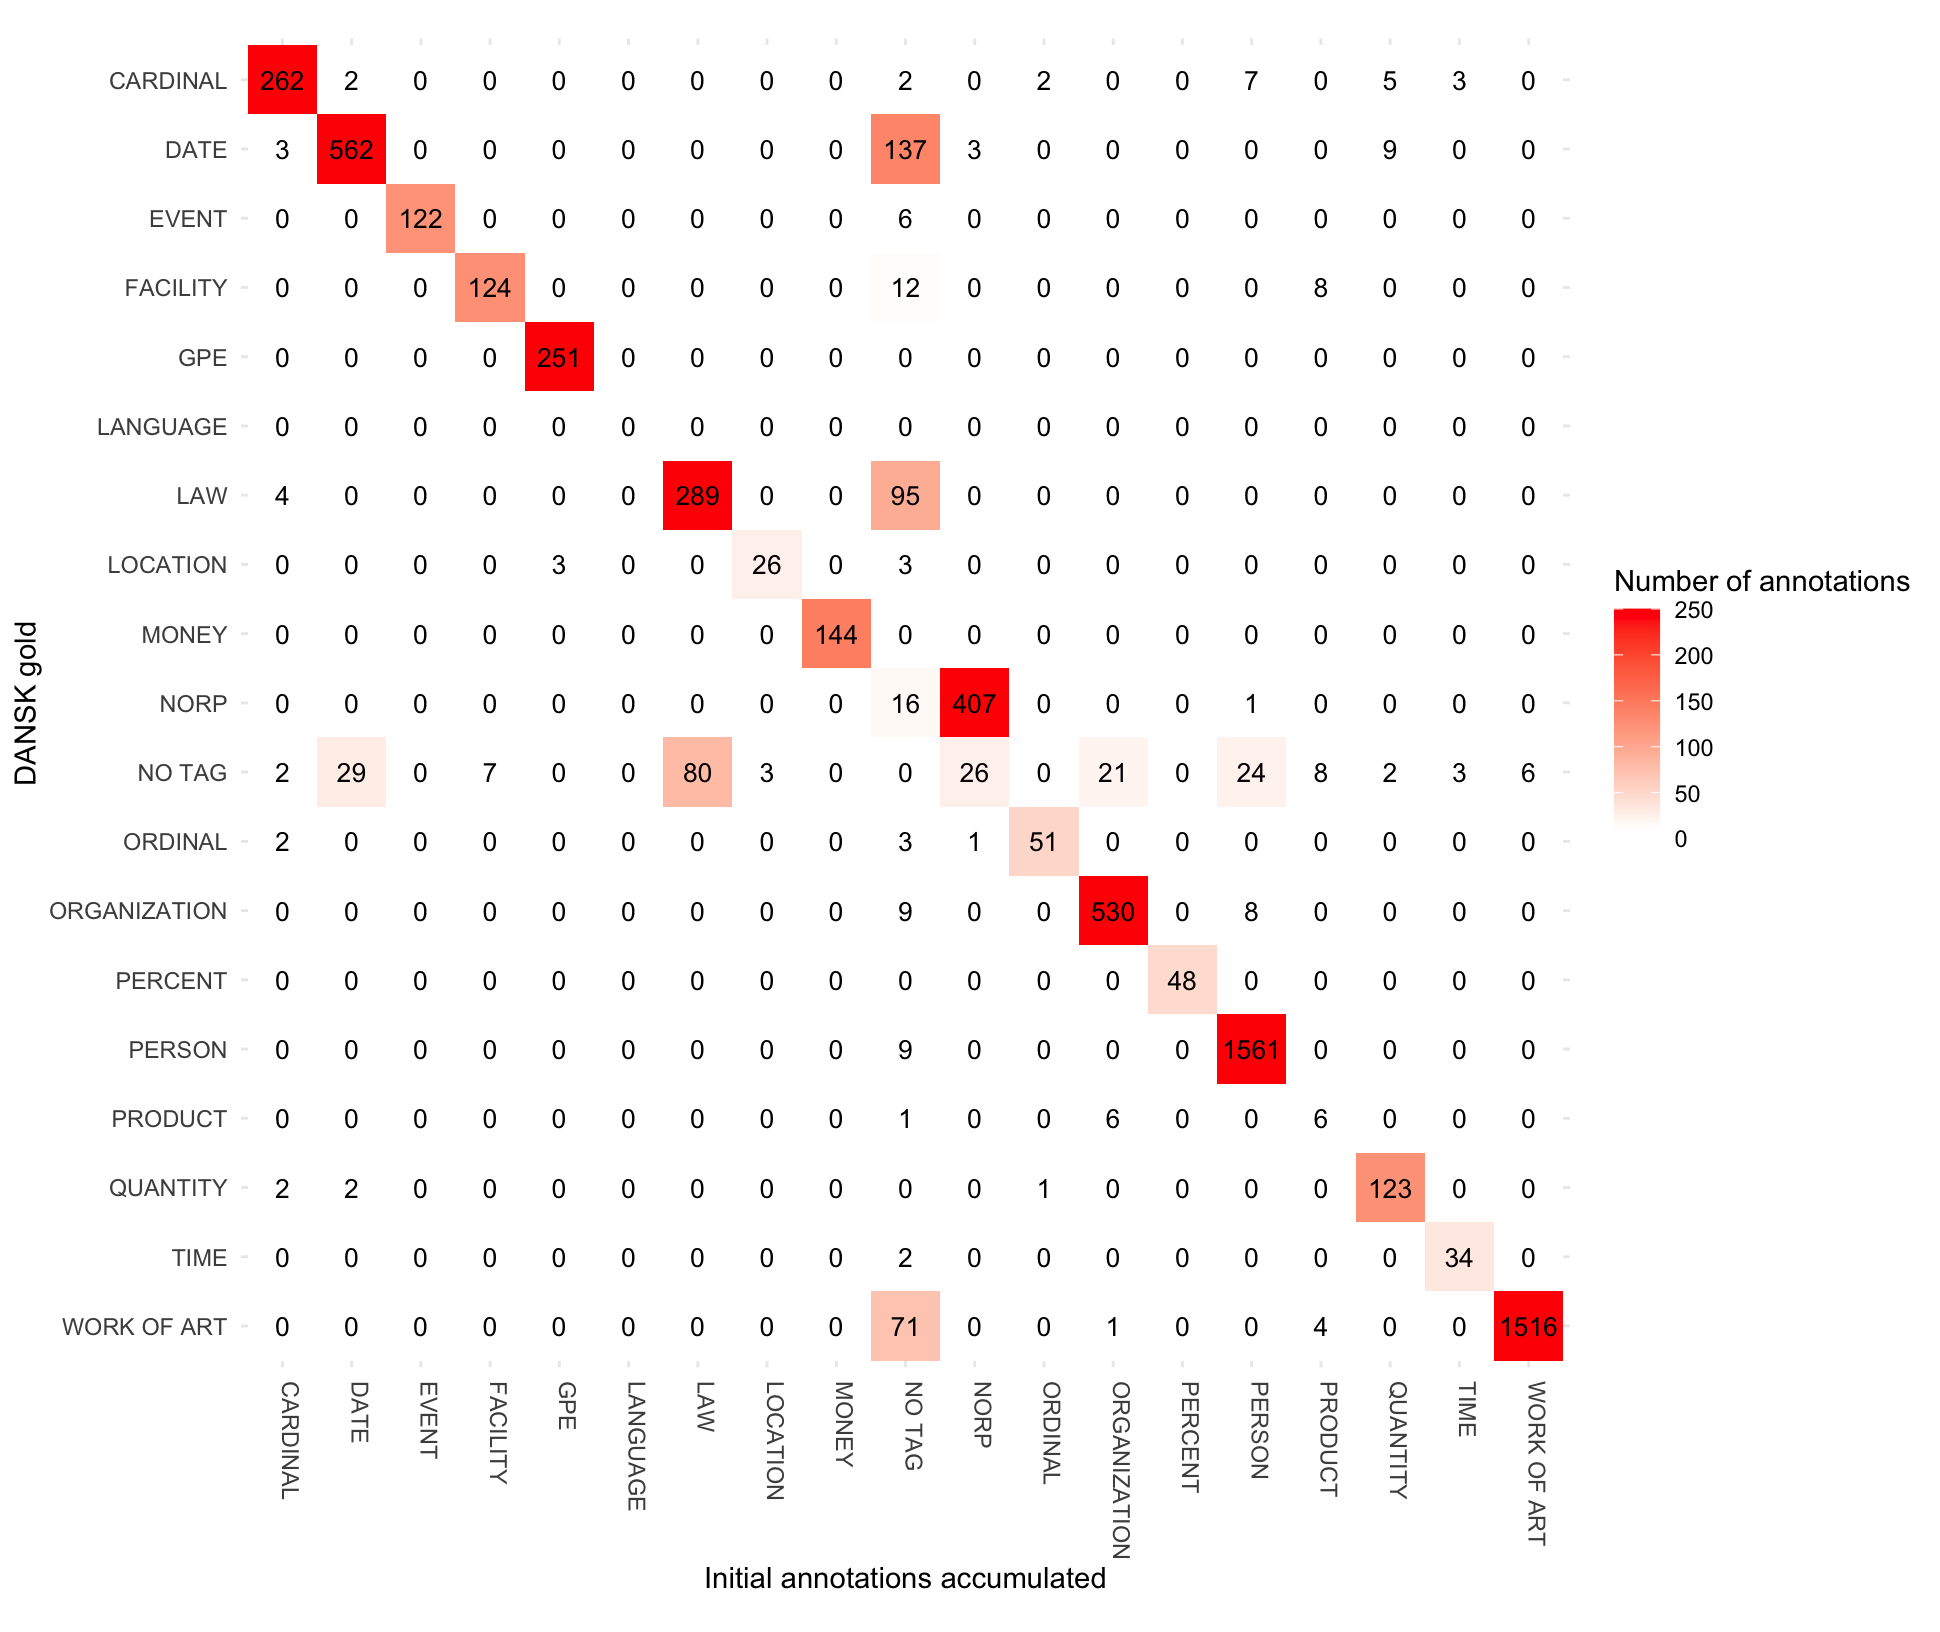 CARDINAL 262 2 0 0 0 0 0 0 0 2 0 2 0 0 7 0 5 3 0
DATE 3 562 0 0 0 0 0 0 0 137 3 0 0 0 0 0 9 0 0
EVENT 0 0 122 0 0 0 0 0 0 6 0 0 0 0 0 0 0 0 0
FACILITY 0 0 0 124 0 0 0 0 0 12 0 0 0 0 0 8 0 0 0
GPE 0 0 0 0 251 0 0 0 0 0 0 0 0 0 0 0 0 0 0
LANGUAGE 0 0 0 0 0 0 0 0 0 0 0 0 0 0 0 0 0 0 0
LAW 4 0 0 0 0 0 289 0 0 95 0 0 0 0 0 0 0 0 0
LOCATION 0 0 0 0 3 0 0 26 0 3 0 0 0 0 0 0 0 0 0
MONEY 0 0 0 0 0 0 0 0 144 0 0 0 0 0 0 0 0 0 0
NORP 0 0 0 0 0 0 0 0 0 16 407 0 0 0 1 0 0 0 0
NO TAG 2 29 0 7 0 0 80 3 0 0 26 0 21 0 24 8 2 3 6
ORDINAL 2 0 0 0 0 0 0 0 0 3 1 51 0 0 0 0 0 0 0
ORGANIZATION 0 0 0 0 0 0 0 0 0 9 0 0 530 0 8 0 0 0 0
PERCENT 0 0 0 0 0 0 0 0 0 0 0 0 0 48 0 0 0 0 0
PERSON 0 0 0 0 0 0 0 0 0 9 0 0 0 0 1561 0 0 0 0
PRODUCT 0 0 0 0 0 0 0 0 0 1 0 0 6 0 0 6 0 0 0
QUANTITY 2 2 0 0 0 0 0 0 0 0 0 1 0 0 0 0 123 0 0
TIME 0 0 0 0 0 0 0 0 0 2 0 0 0 0 0 0 0 34 0
WORK OF ART 0 0 0 0 0 0 0 0 0 71 0 0 1 0 0 4 0 0 1516
CARDINAL
DATE
EVENT
FACILITY
GPE
LANGUAGE
LAW
LOCATION
MONEY
NO TAG
NORP
ORDINAL
ORGANIZATION
PERCENT
PERSON
PRODUCT
QUANTITY
TIME
WORK OF ART
Initial annotations accumulated
DANSK gold
Number of annotations
250
200
150
100
50
0